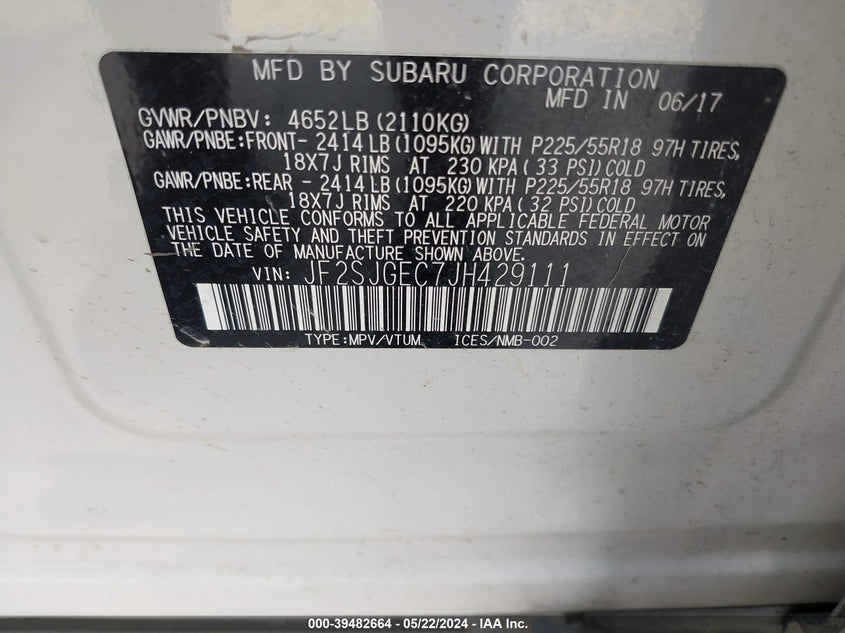 MFD BY SUBARU CORPORATION
MFD IN 06/17
GVWR/PNBV: 4652LB (2110KG)
GAWR/PNBE:FRONT- 2414LB(1095KG)WITH P225/55R18 97H TIRES,
18X7J RIMS AT 230 KPA(33 PSI)COLD
GAWR/PNBE:REAR - 2414LB(1095KG)WITH P225/55R18 97H TIRES,
18X7J RIMS AT 220 KPA(32 PSI)COLD
THIS VEHICLE CONFORMS TO ALL APPLICABLE FEDERAL MOTOR
VEHICLE SAFETY AND THEFT PREVENTION STANDARDS IN EFFECT ON
THE DATE OF MANUFACTURE SHOWN ABOVE.
VIN: JF2SJGEC7JH429111
TYPE:MPV/VTUM ICES/NMB-002
000-39482664 - 05/22/2024 - IAA Inc.